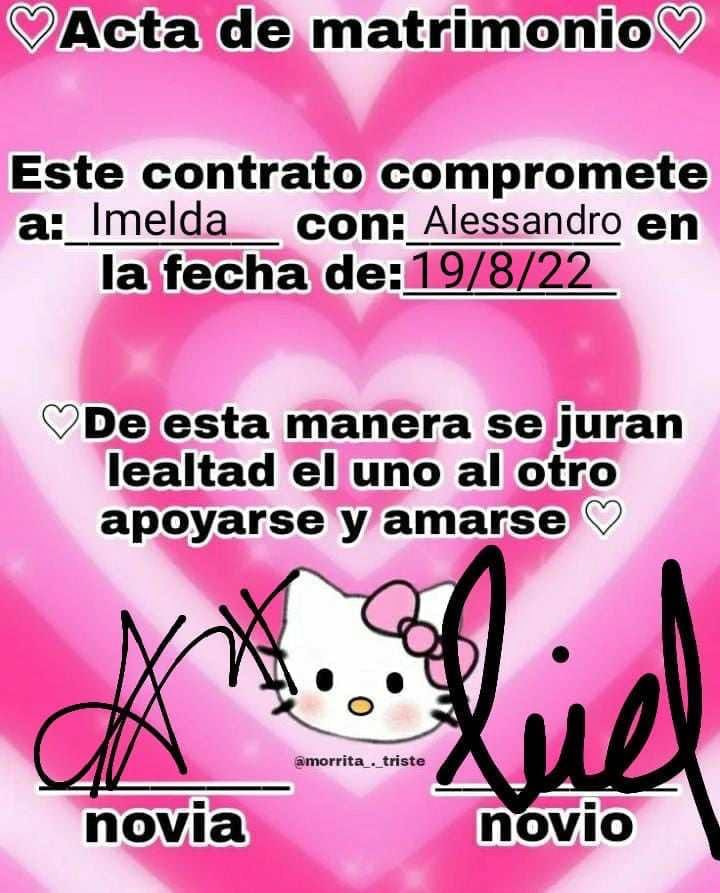 ♡Acta de matrimonio♡
Este contrato compromete
a: Imelda con: Alessandro en
la fecha de: 19/8/22
♡De esta manera se juran
lealtad el uno al otro
apoyarse y amarse ♡
@morrita_._triste
novia novio